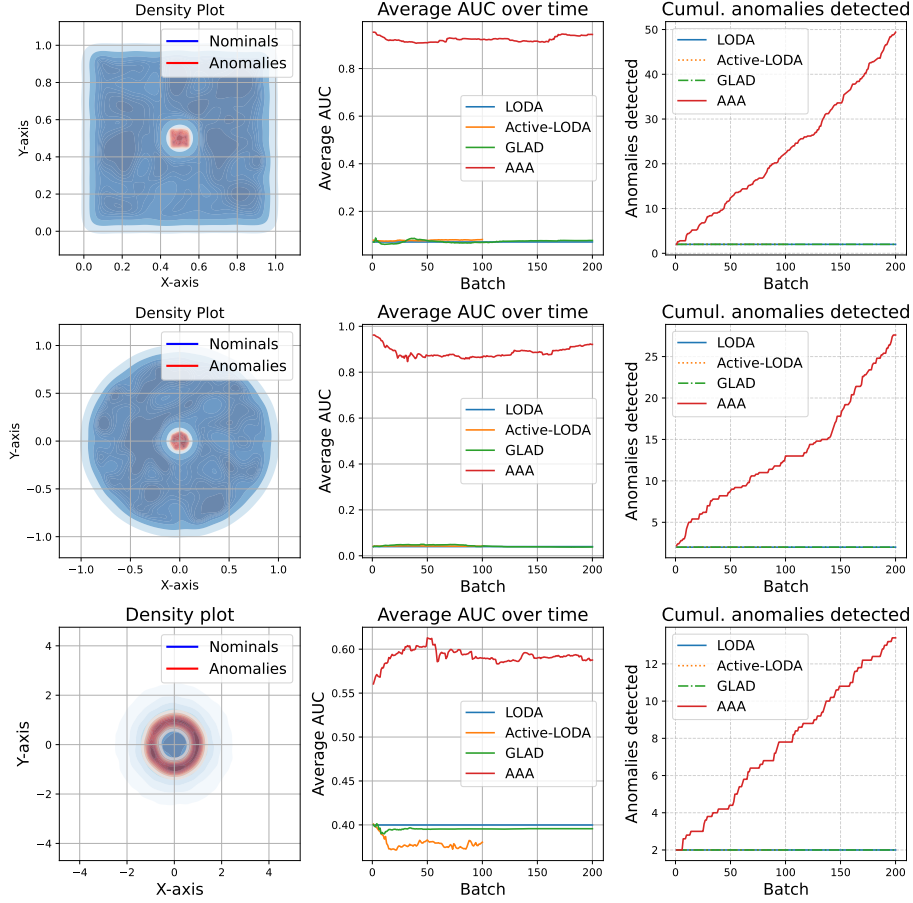 Density Plot
Nominals
Anomalies
1.0
0.8
0.6
0.4
0.2
0.0
Y-axis
0.0 0.2 0.4 0.6 0.8 1.0
X-axis
Average AUC over time
LODA
Active-LODA
GLAD
AAA
0.8
0.6
0.4
0.2
Average AUC
0 50 100 150 200
Batch
Cumul. anomalies detected
LODA
Active-LODA
GLAD
AAA
50
40
30
20
10
0
Anomalies detected
0 50 100 150 200
Batch
Density Plot
Nominals
Anomalies
1.0
0.5
0.0
−0.5
−1.0
Y-axis
−1.0 −0.5 0.0 0.5 1.0
X-axis
Average AUC over time
LODA
Active-LODA
GLAD
AAA
1.0
0.8
0.6
0.4
0.2
0.0
Average AUC
0 50 100 150 200
Batch
Cumul. anomalies detected
LODA
Active-LODA
GLAD
AAA
25
20
15
10
5
Anomalies detected
0 50 100 150 200
Batch
Density plot
Nominals
Anomalies
4
2
0
−2
−4
Y-axis
−4 −2 0 2 4
X-axis
Average AUC over time
LODA
Active-LODA
GLAD
AAA
0.60
0.55
0.50
0.45
0.40
Average AUC
0 50 100 150 200
Batch
Cumul. anomalies detected
LODA
Active-LODA
GLAD
AAA
12
10
8
6
4
2
Anomalies detected
0 50 100 150 200
Batch